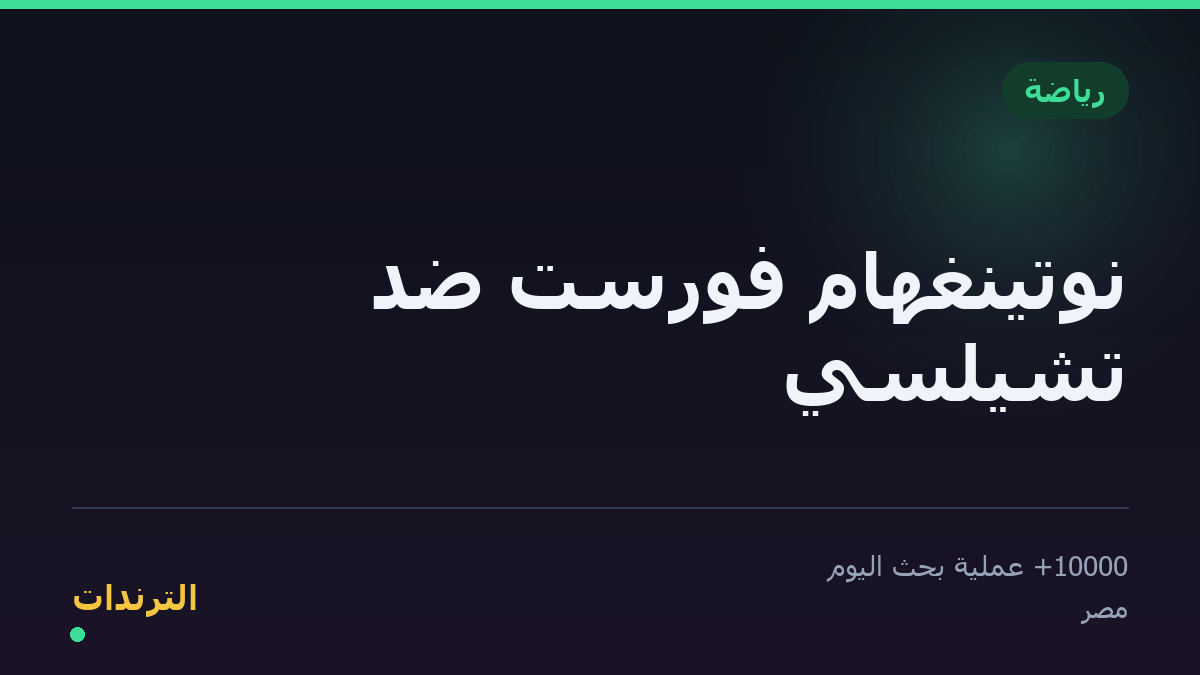 رياضة
نوتينغهام فورست ضد
تشيلسي
10000+ عملية بحث اليوم
مصر
الترندات